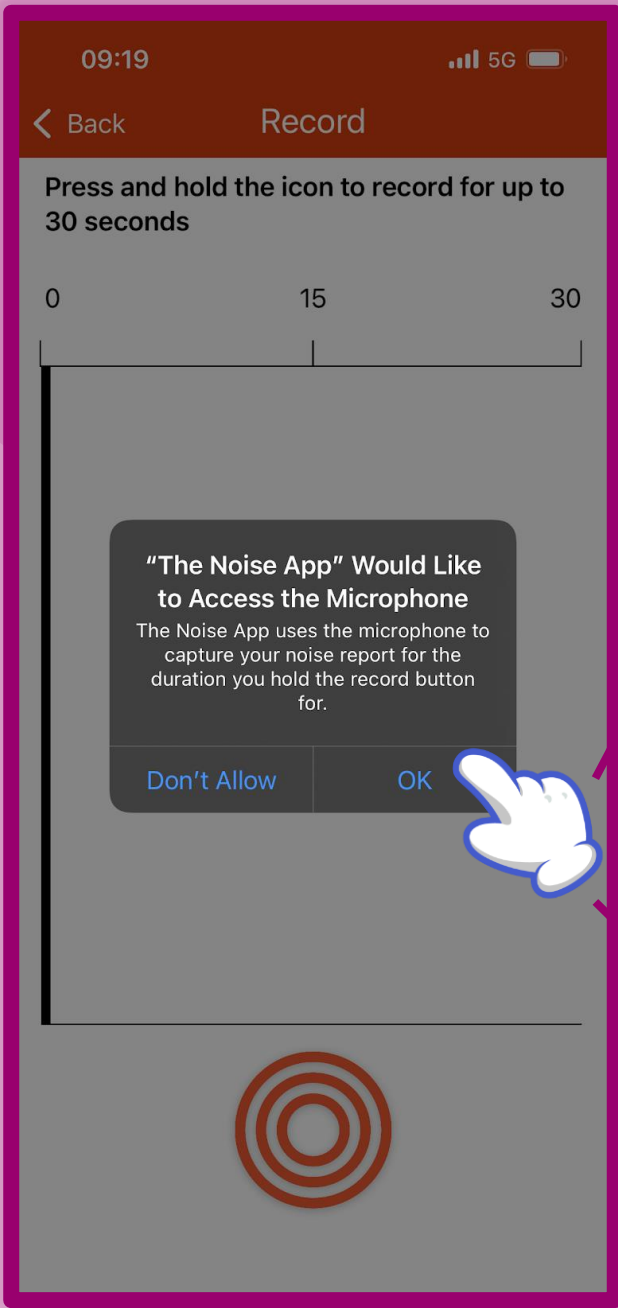 09:19
5G
Back
Record
Press and hold the icon to record for up to
30 seconds
0 15 30
“The Noise App” Would Like
to Access the Microphone
The Noise App uses the microphone to
capture your noise report for the
duration you hold the record button
for.
Don’t Allow
OK